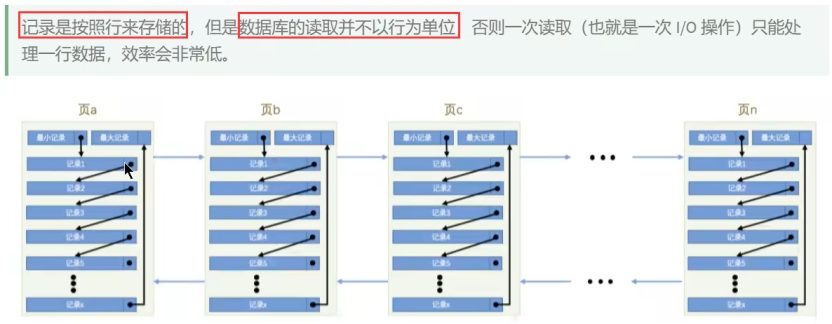 记录是按照行来存储的，但是数据库的读取并不以行为单位 否则一次读取（也就是一次 I/O 操作）只能处
理一行数据，效率会非常低。
页a 页b 页c 页n
最小记录 最大记录 最小记录 最大记录 最小记录 最大记录 最小记录 最大记录
记录1 记录1 记录1 记录1
记录2 记录2 记录2 记录2
记录3 记录3 记录3 记录3
记录4 记录4 记录4 记录4
记录5 记录5 记录5 记录5
记录x 记录x 记录x 记录x